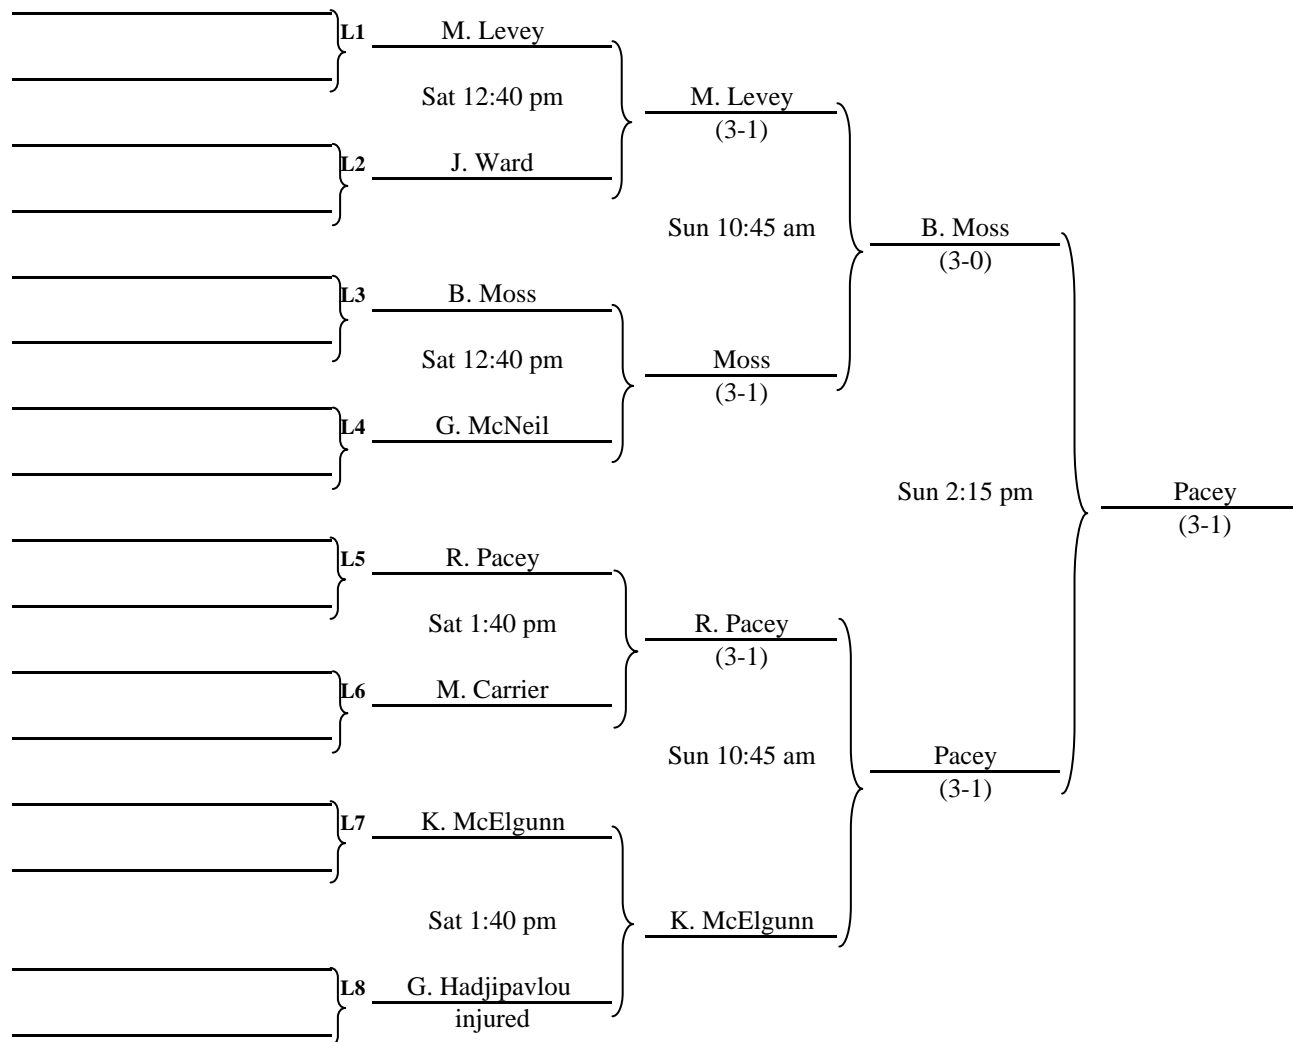 L1
M. Levey
Sat 12:40 pm
M. Levey
(3-1)
L2
J. Ward
Sun 10:45 am
B. Moss
(3-0)
L3
B. Moss
Sat 12:40 pm
Moss
(3-1)
L4
G. McNeil
Sun 2:15 pm
Pacey
(3-1)
L5
R. Pacey
Sat 1:40 pm
R. Pacey
(3-1)
L6
M. Carrier
Sun 10:45 am
Pacey
(3-1)
L7
K. McElgunn
Sat 1:40 pm
K. McElgunn
L8
G. Hadjipavlou
injured